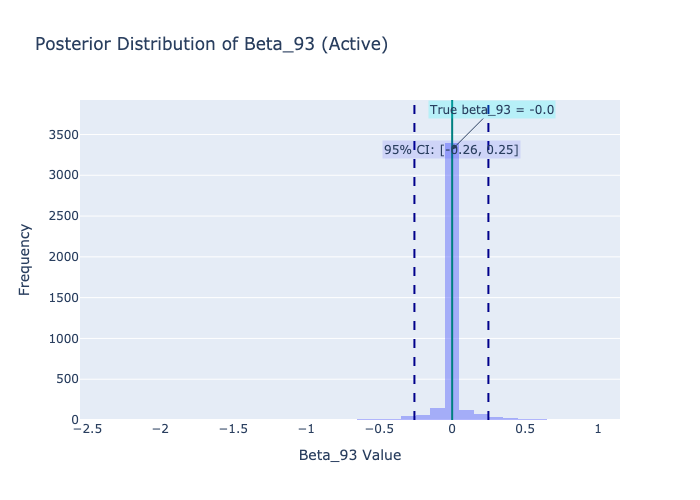 Posterior Distribution of Beta_93 (Active)
True beta_93 = -0.0
95% CI: [-0.26, 0.25]
Frequency
3500
3000
2500
2000
1500
1000
500
0
−2.5 −2 −1.5 −1 −0.5 0 0.5 1
Beta_93 Value